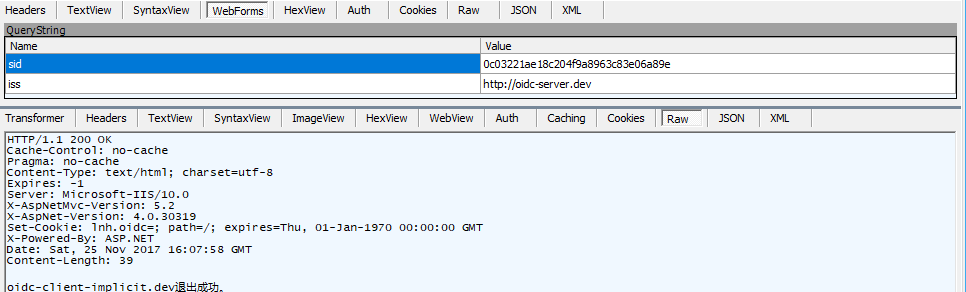 Headers TextView SyntaxView WebForms HexView Auth Cookies Raw JSON XML
QueryString
Name Value
sid 0c03221ae18c204f9a8963c83e06a89e
iss http://oidc-server.dev
Transformer Headers TextView SyntaxView ImageView HexView WebView Auth Caching Cookies Raw JSON XML
HTTP/1.1 200 OK
Cache-Control: no-cache
Pragma: no-cache
Content-Type: text/html; charset=utf-8
Expires: -1
Server: Microsoft-IIS/10.0
X-AspNetMvc-Version: 5.2
X-AspNet-Version: 4.0.30319
Set-Cookie: lnh.oidc=; path=/; expires=Thu, 01-Jan-1970 00:00:00 GMT
X-Powered-By: ASP.NET
Date: Sat, 25 Nov 2017 16:07:58 GMT
Content-Length: 39
oidc-client-implicit.dev退出成功。